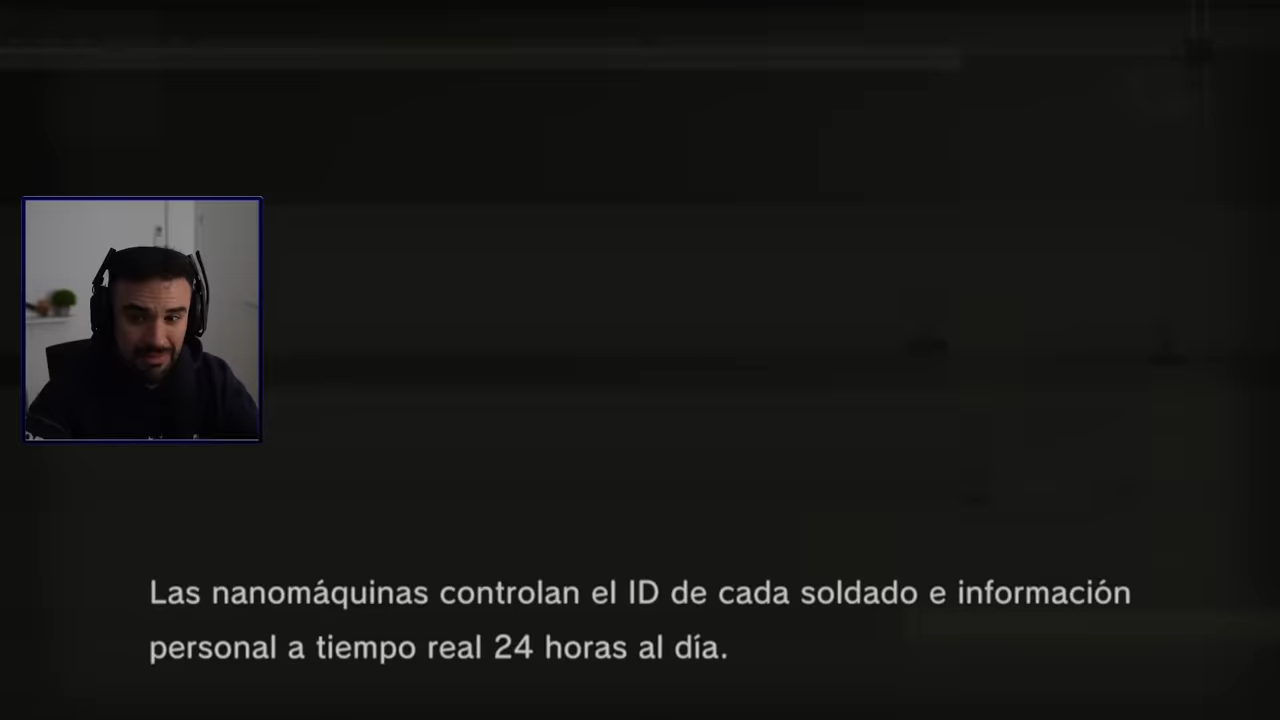 Las nanomáquinas controlan el ID de cada soldado e información
personal a tiempo real 24 horas al día.